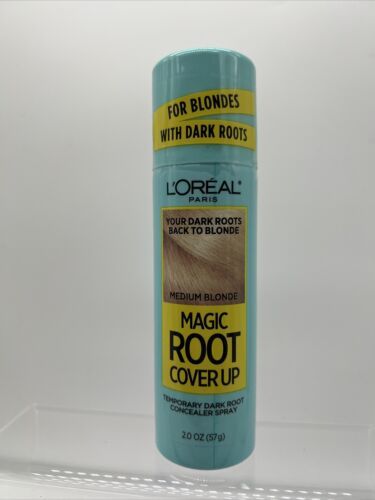 FOR BLONDES
WITH DARK ROOTS
L'ORÉAL®
PARIS
YOUR DARK ROOTS
BACK TO BLONDE
MEDIUM BLONDE
MAGIC
ROOT
COVER UP
TEMPORARY DARK ROOT
CONCEALER SPRAY
2.0 OZ (57g)